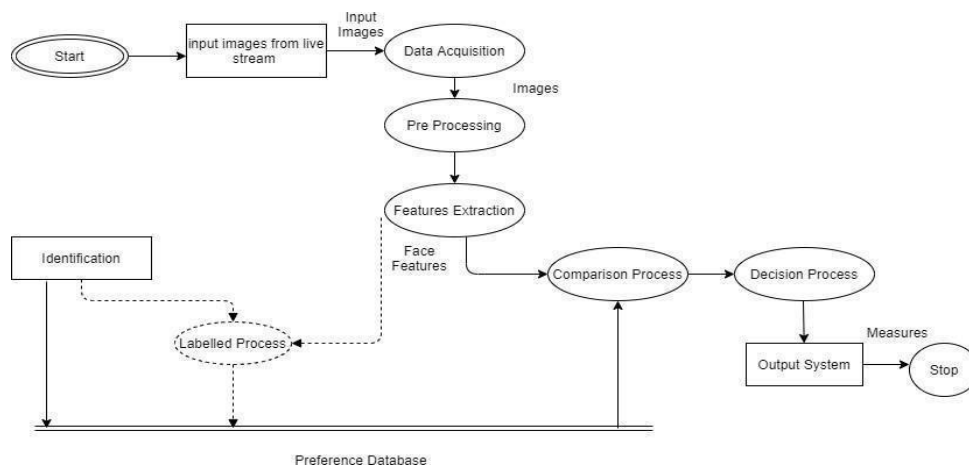 Start
input images from live
stream
Input
Images
Data Acquisition
Images
Pre Processing
Features Extraction
Face
Features
Identification
Comparison Process
Decision Process
Labelled Process
Measures
Output System
Stop
Preference Database